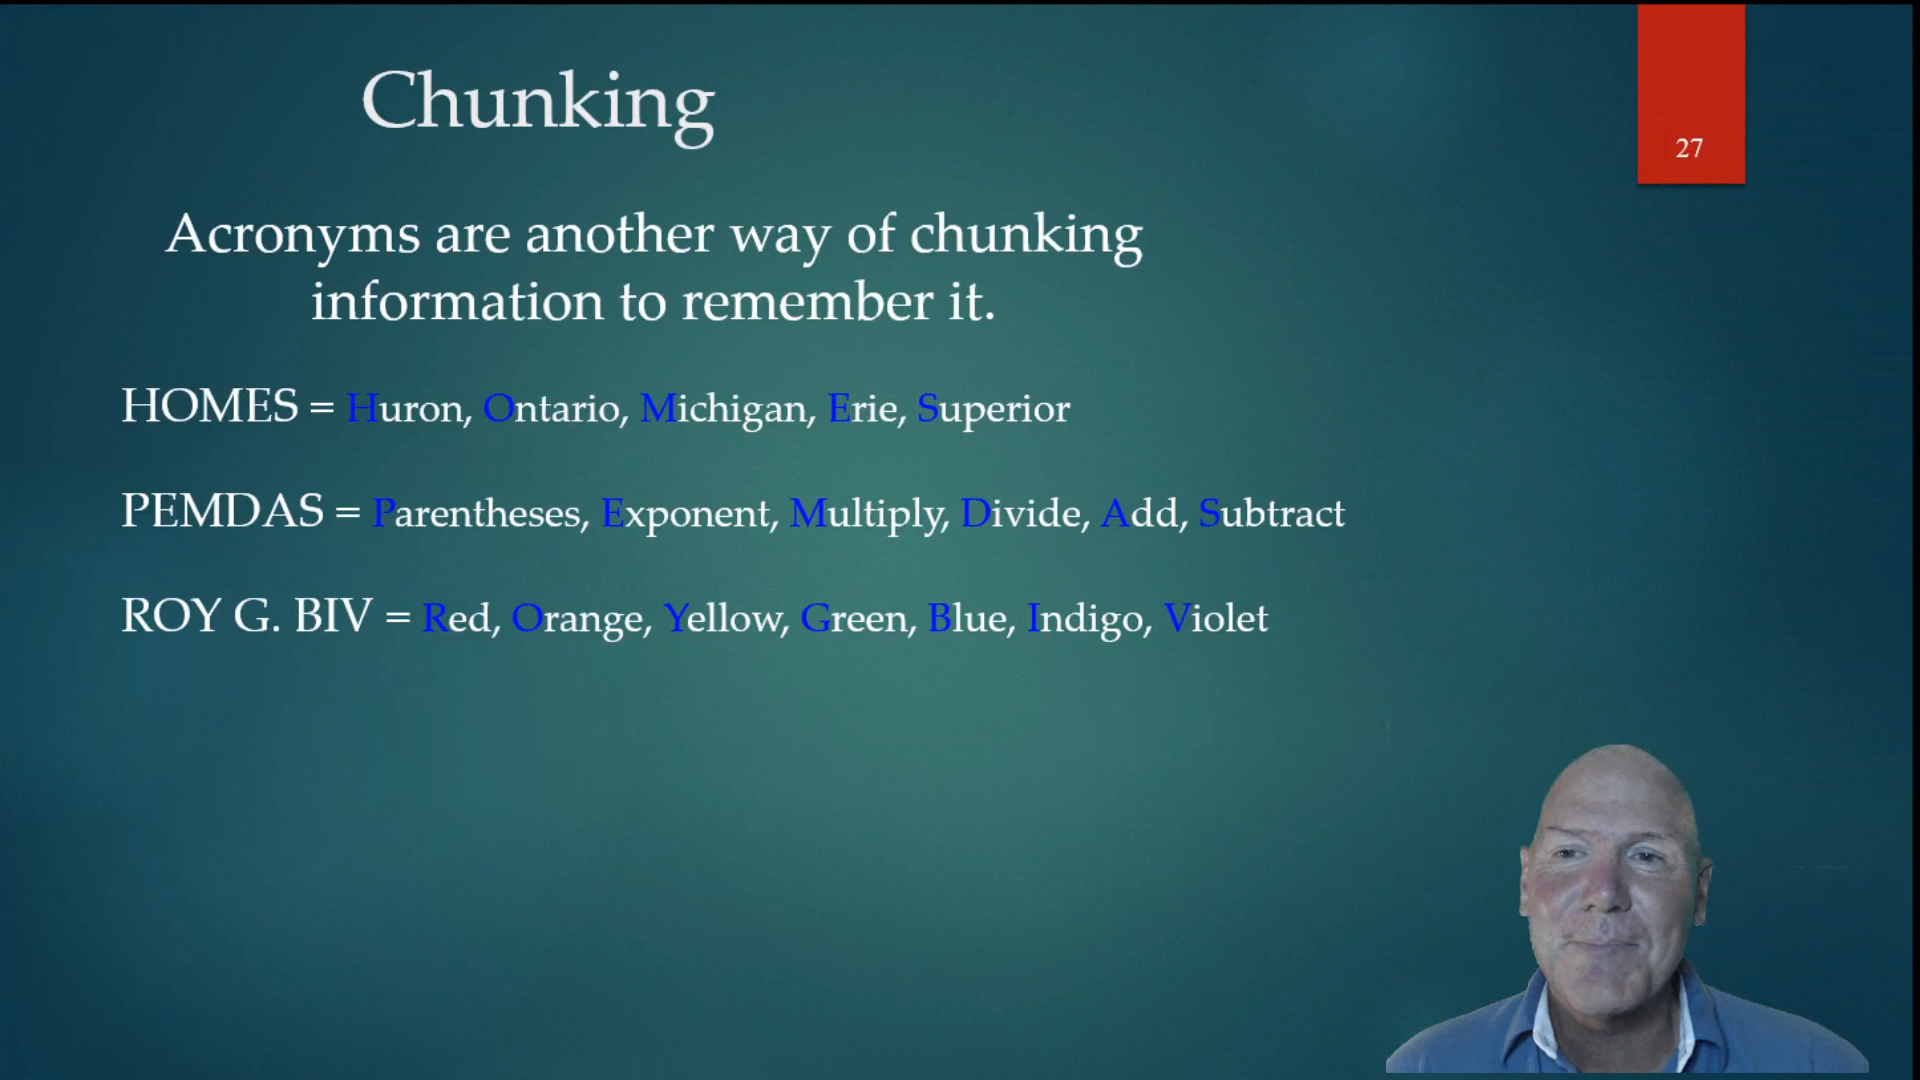 Chunking
27
Acronyms are another way of chunking
information to remember it.
HOMES = Huron, Ontario, Michigan, Erie, Superior
PEMDAS = Parentheses, Exponent, Multiply, Divide, Add, Subtract
ROY G. BIV = Red, Orange, Yellow, Green, Blue, Indigo, Violet